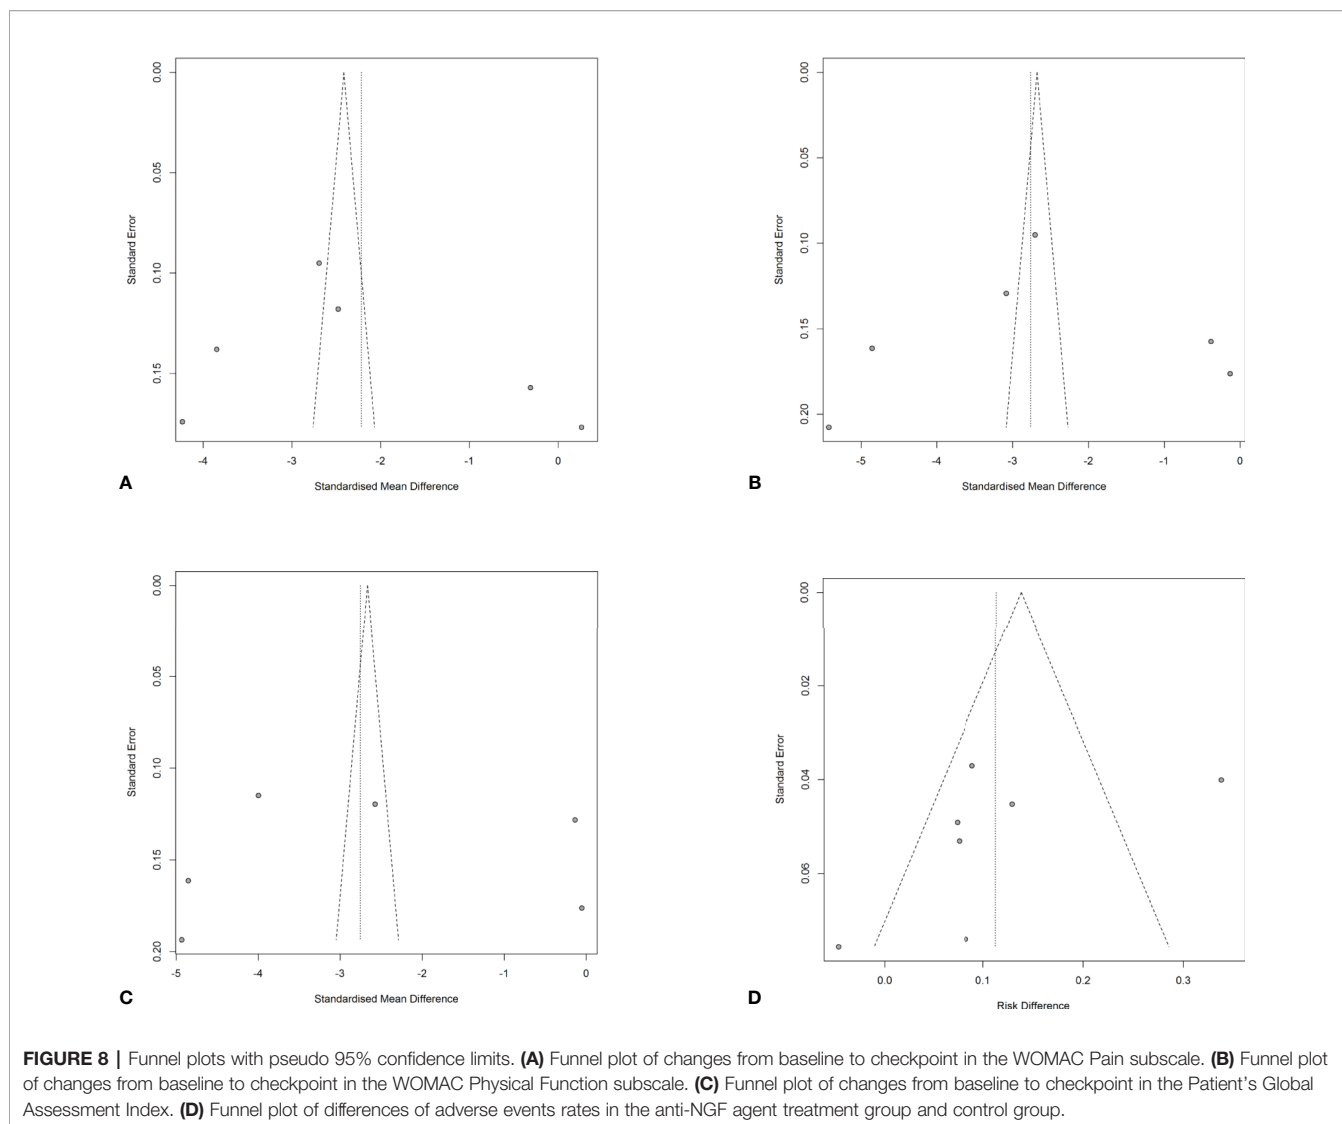 0.00
0.05
0.10
0.15
Standard Error
-4
-3
-2
-1
0
A
Standardised Mean Difference
0.00
0.05
0.10
0.15
0.20
Standard Error
-5
-4
-3
-2
-1
0
B
Standardised Mean Difference
0.00
0.05
0.10
0.15
0.20
Standard Error
-5
-4
-3
-2
-1
0
C
Standardised Mean Difference
0.00
0.02
0.04
0.06
Standard Error
0.0
0.1
0.2
0.3
D
Risk Difference
FIGURE 8 | Funnel plots with pseudo 95% confidence limits. (A) Funnel plot of changes from baseline to checkpoint in the WOMAC Pain subscale. (B) Funnel plot
of changes from baseline to checkpoint in the WOMAC Physical Function subscale. (C) Funnel plot of changes from baseline to checkpoint in the Patient's Global
Assessment Index. (D) Funnel plot of differences of adverse events rates in the anti-NGF agent treatment group and control group.